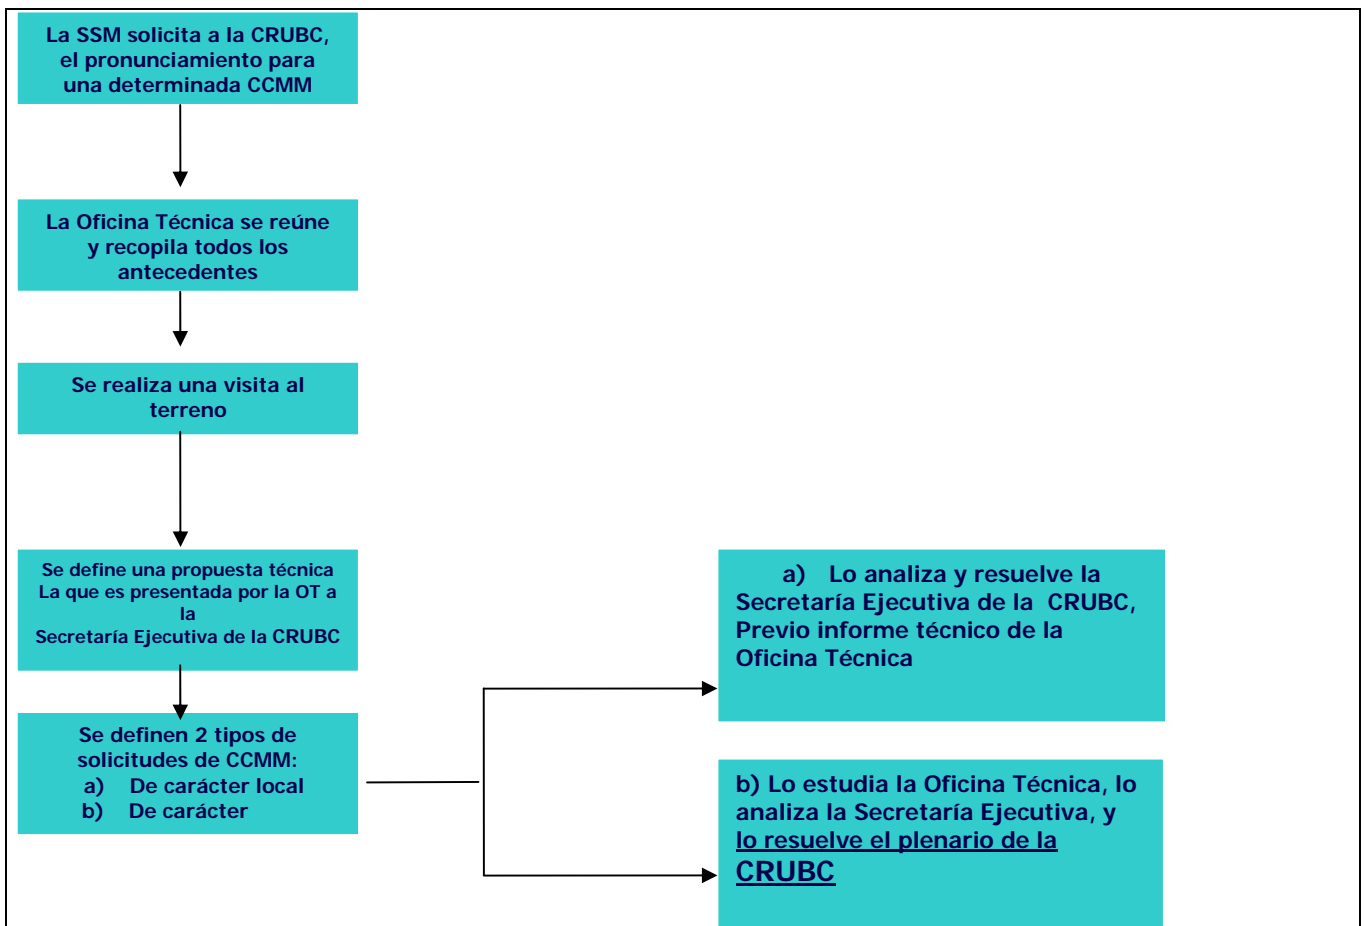 La SSM solicita a la CRUBC,
el pronunciamiento para
una determinada CCMM
La Oficina Técnica se reúne
y recopila todos los
antecedentes
Se realiza una visita al
terreno
Se define una propuesta técnica
La que es presentada por la OT a
la
Secretaría Ejecutiva de la CRUBC
Se definen 2 tipos de
solicitudes de CCMM:
a) De carácter local
b) De carácter
a) Lo analiza y resuelve la
Secretaría Ejecutiva de la CRUBC,
Previo informe técnico de la
Oficina Técnica
b) Lo estudia la Oficina Técnica, lo
analiza la Secretaría Ejecutiva, y
lo resuelve el plenario de la
CRUBC